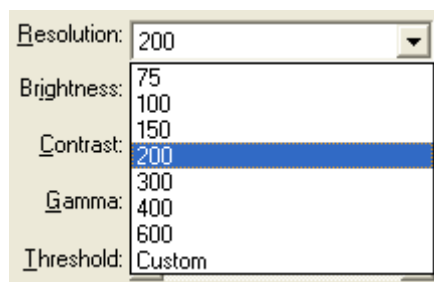 Resolution: 200
75
Brightness: 100
150
Contrast: 200
300
Gamma: 400
600
Threshold: Custom